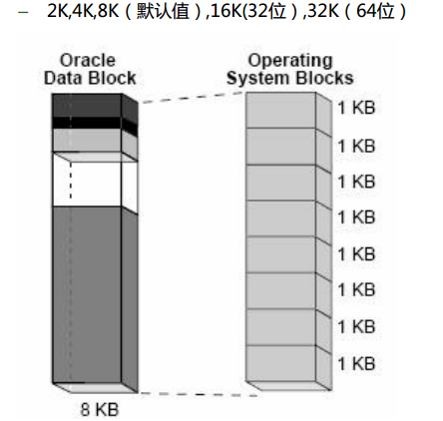 – 2K,4K,8K（默认值）,16K(32位）,32K（64位）
Oracle
Data Block
Operating
System Blocks
1 KB
1 KB
1 KB
1 KB
1 KB
1 KB
1 KB
1 KB
8 KB